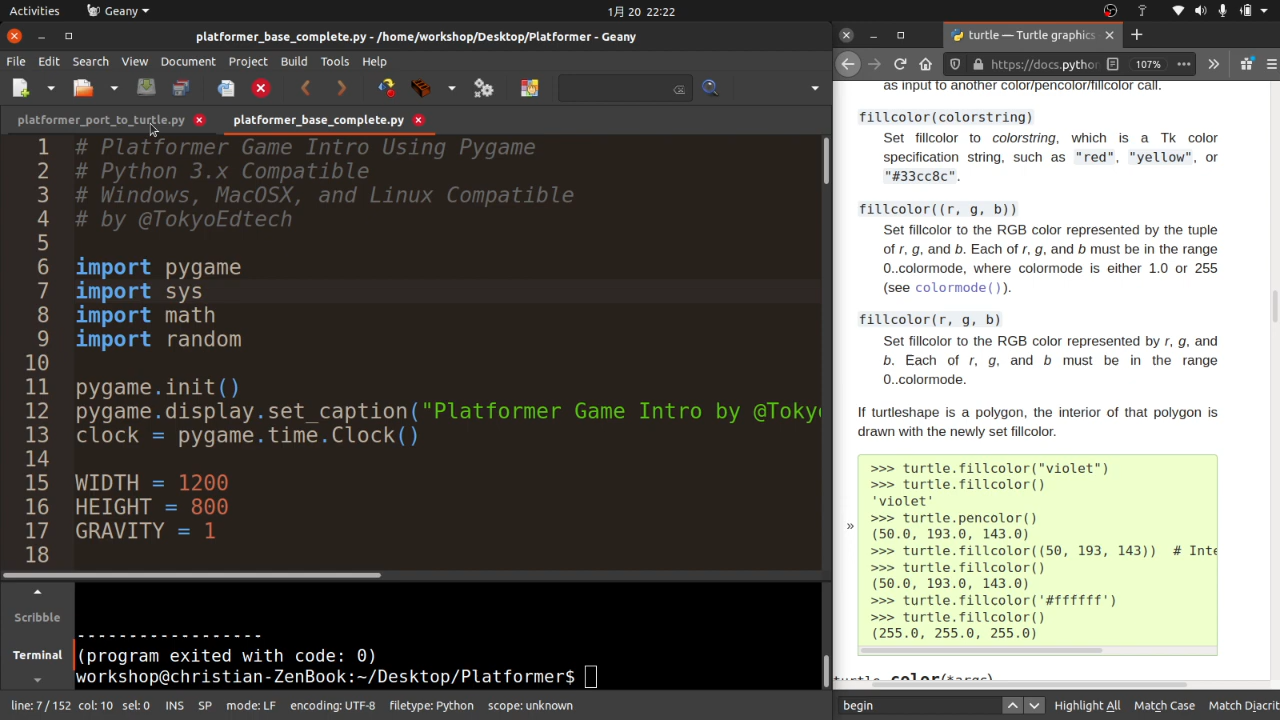 Activities
Geany
1月 20 22:22
platformer_base_complete.py - /home/workshop/Desktop/Platformer - Geany
File Edit Search View Document Project Build Tools Help
platformer_port_to_turtle.py
platformer_base_complete.py
1 # Platformer Game Intro Using Pygame
2 # Python 3.x Compatible
3 # Windows, MacOSX, and Linux Compatible
4 # by @TokyoEdtech
5
6 import pygame
7 import sys
8 import math
9 import random
10
11 pygame.init()
12 pygame.display.set_caption("Platformer Game Intro by @Toky
13 clock = pygame.time.Clock()
14
15 WIDTH = 1200
16 HEIGHT = 800
17 GRAVITY = 1
18
Scribble
Terminal
------------------
(program exited with code: 0)
workshop@christian-ZenBook:~/Desktop/Platformer$
line: 7 / 152 col: 10 sel: 0 INS SP mode: LF encoding: UTF-8 filetype: Python scope: unknown
turtle — Turtle graphics
https://docs.pytho
107%
as input to another color/pencolor/fillcolor call.
fillcolor(colorstring)
Set fillcolor to colorstring, which is a Tk color
specification string, such as "red", "yellow", or
"#33cc8c".
fillcolor((r, g, b))
Set fillcolor to the RGB color represented by the tuple
of r, g, and b. Each of r, g, and b must be in the range
0..colormode, where colormode is either 1.0 or 255
(see colormode()).
fillcolor(r, g, b)
Set fillcolor to the RGB color represented by r, g, and
b. Each of r, g, and b must be in the range
0..colormode.
If turtleshape is a polygon, the interior of that polygon is
drawn with the newly set fillcolor.
>>> turtle.fillcolor("violet")
>>> turtle.fillcolor()
'violet'
>>> turtle.pencolor()
(50.0, 193.0, 143.0)
>>> turtle.fillcolor((50, 193, 143)) # Inte
>>> turtle.fillcolor()
(50.0, 193.0, 143.0)
>>> turtle.fillcolor('#ffffff')
>>> turtle.fillcolor()
(255.0, 255.0, 255.0)
»
turtle.color(*args)
begin
Highlight All Match Case Match Diacrit